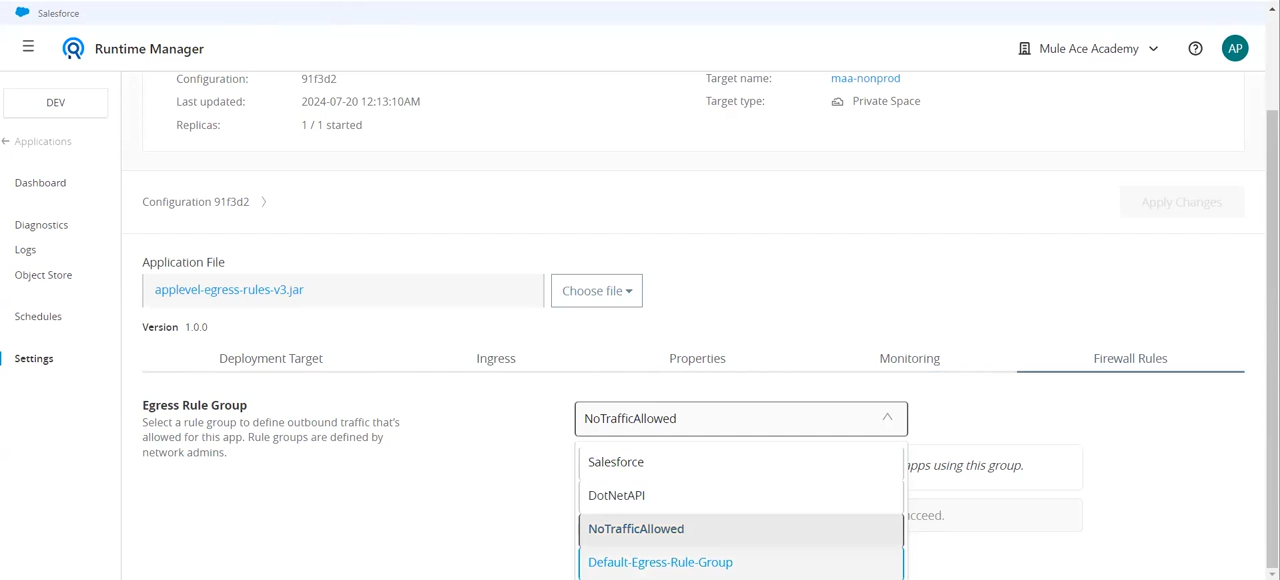 Salesforce
Runtime Manager
Mule Ace Academy
AP
Configuration: 91f3d2 Target name: maa-nonprod
DEV
Last updated: 2024-07-20 12:13:10AM Target type: Private Space
Replicas: 1 / 1 started
Applications
Dashboard
Configuration 91f3d2
Apply Changes
Diagnostics
Logs
Object Store
Schedules
Settings
Application File
applevel-egress-rules-v3.jar
Choose file
Version 1.0.0
Deployment Target Ingress Properties Monitoring Firewall Rules
Egress Rule Group
Select a rule group to define outbound traffic that's
allowed for this app. Rule groups are defined by
network admins.
NoTrafficAllowed
Salesforce
apps using this group.
DotNetAPI
NoTrafficAllowed
Default-Egress-Rule-Group